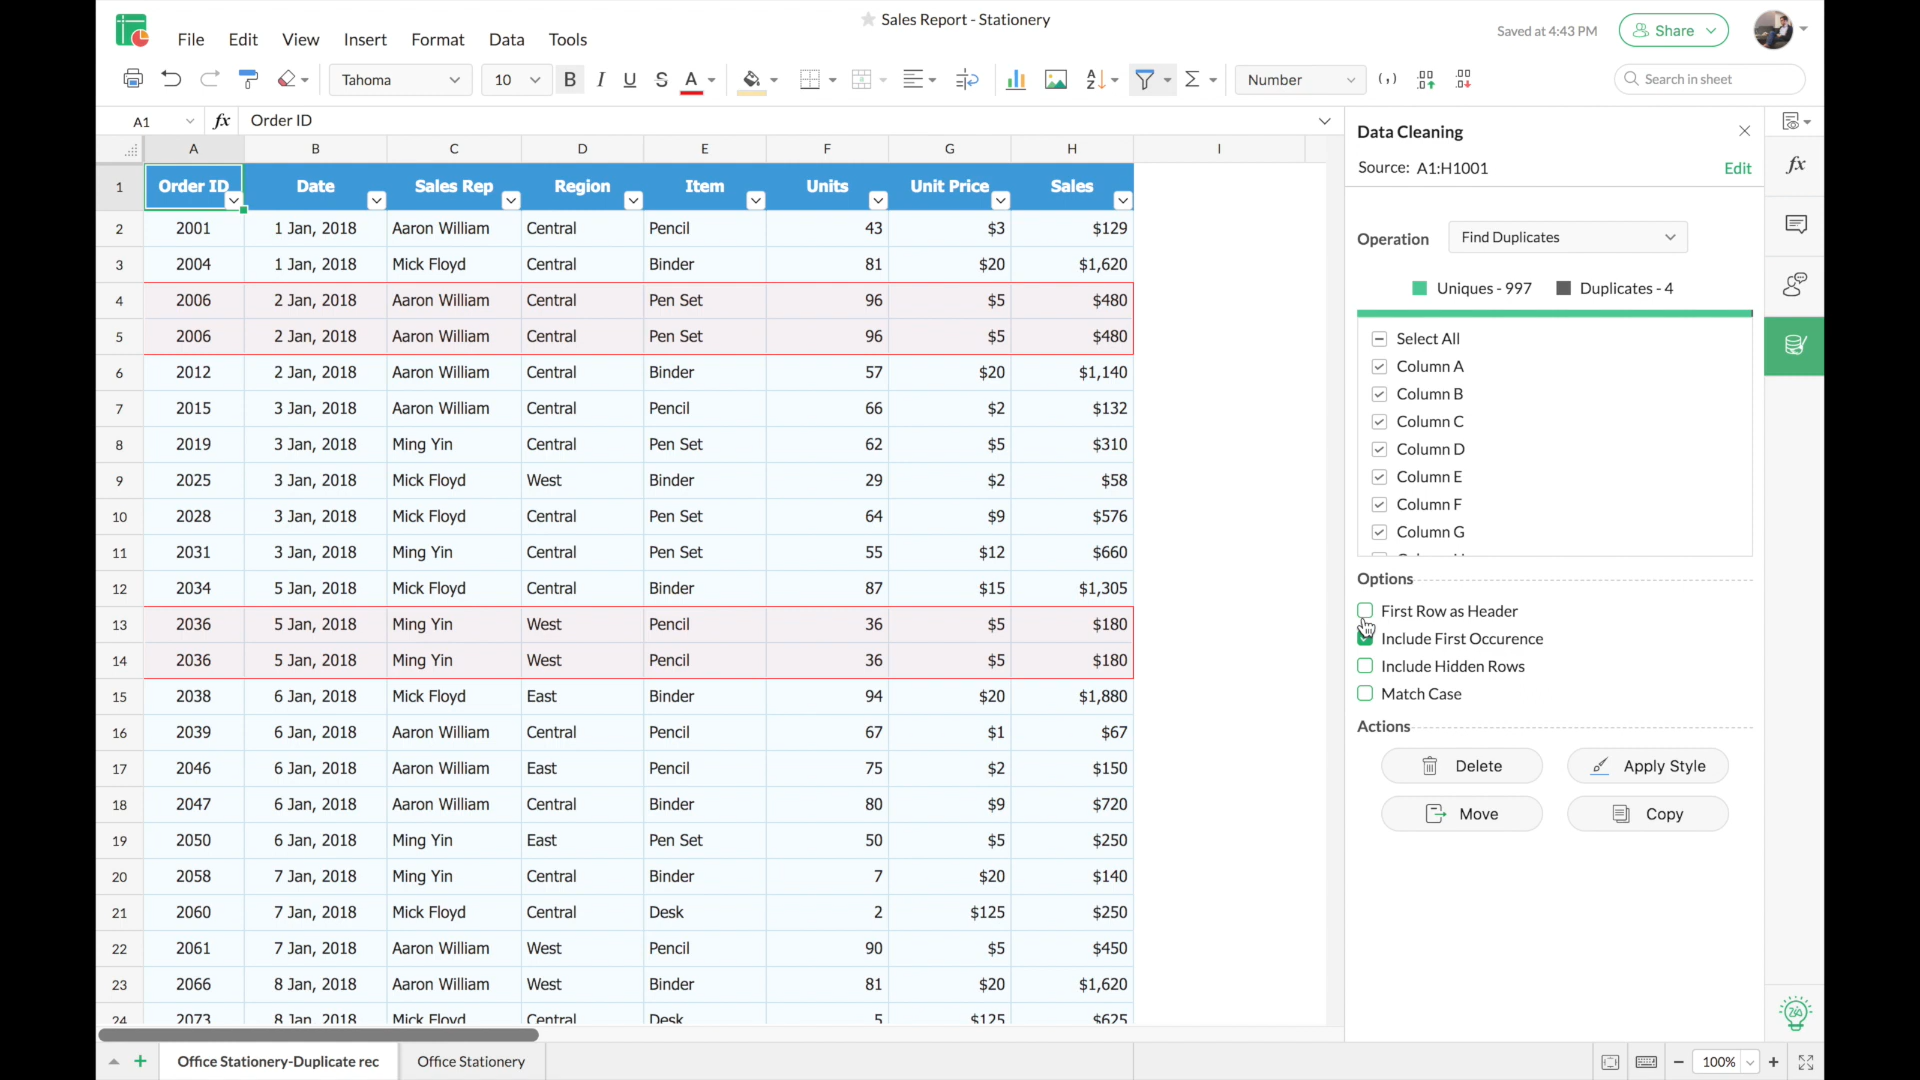 Sales Report - Stationery
File Edit View Insert Format Data Tools
Saved at 4:43 PM
Share
Tahoma 10 B I U S A Number
Search in sheet
A1 fx Order ID
A B C D E F G H I
1 Order ID Date Sales Rep Region Item Units Unit Price Sales
2 2001 1 Jan, 2018 Aaron William Central Pencil 43 $3 $129
3 2004 1 Jan, 2018 Mick Floyd Central Binder 81 $20 $1,620
4 2006 2 Jan, 2018 Aaron William Central Pen Set 96 $5 $480
5 2006 2 Jan, 2018 Aaron William Central Pen Set 96 $5 $480
6 2012 2 Jan, 2018 Aaron William Central Binder 57 $20 $1,140
7 2015 3 Jan, 2018 Aaron William Central Pencil 66 $2 $132
8 2019 3 Jan, 2018 Ming Yin Central Pen Set 62 $5 $310
9 2025 3 Jan, 2018 Mick Floyd West Binder 29 $2 $58
10 2028 3 Jan, 2018 Mick Floyd Central Pen Set 64 $9 $576
11 2031 3 Jan, 2018 Ming Yin Central Pen Set 55 $12 $660
12 2034 5 Jan, 2018 Mick Floyd Central Binder 87 $15 $1,305
13 2036 5 Jan, 2018 Ming Yin West Pencil 36 $5 $180
14 2036 5 Jan, 2018 Ming Yin West Pencil 36 $5 $180
15 2038 6 Jan, 2018 Mick Floyd East Binder 94 $20 $1,880
16 2039 6 Jan, 2018 Aaron William Central Pencil 67 $1 $67
17 2046 6 Jan, 2018 Aaron William East Pencil 75 $2 $150
18 2047 6 Jan, 2018 Aaron William Central Binder 80 $9 $720
19 2050 6 Jan, 2018 Ming Yin East Pen Set 50 $5 $250
20 2058 7 Jan, 2018 Ming Yin Central Binder 7 $20 $140
21 2060 7 Jan, 2018 Mick Floyd Central Desk 2 $125 $250
22 2061 7 Jan, 2018 Aaron William West Pencil 90 $5 $450
23 2066 8 Jan, 2018 Aaron William West Binder 81 $20 $1,620
24 2073 8 Jan, 2018 Mick Floyd Central Desk 5 $125 $625
Office Stationery-Duplicate rec Office Stationery
Data Cleaning
Source: A1:H1001 Edit
Operation Find Duplicates
Uniques - 997 Duplicates - 4
Select All
Column A
Column B
Column C
Column D
Column E
Column F
Column G
Options
First Row as Header
Include First Occurence
Include Hidden Rows
Match Case
Actions
Delete Apply Style
Move Copy
fx
100%